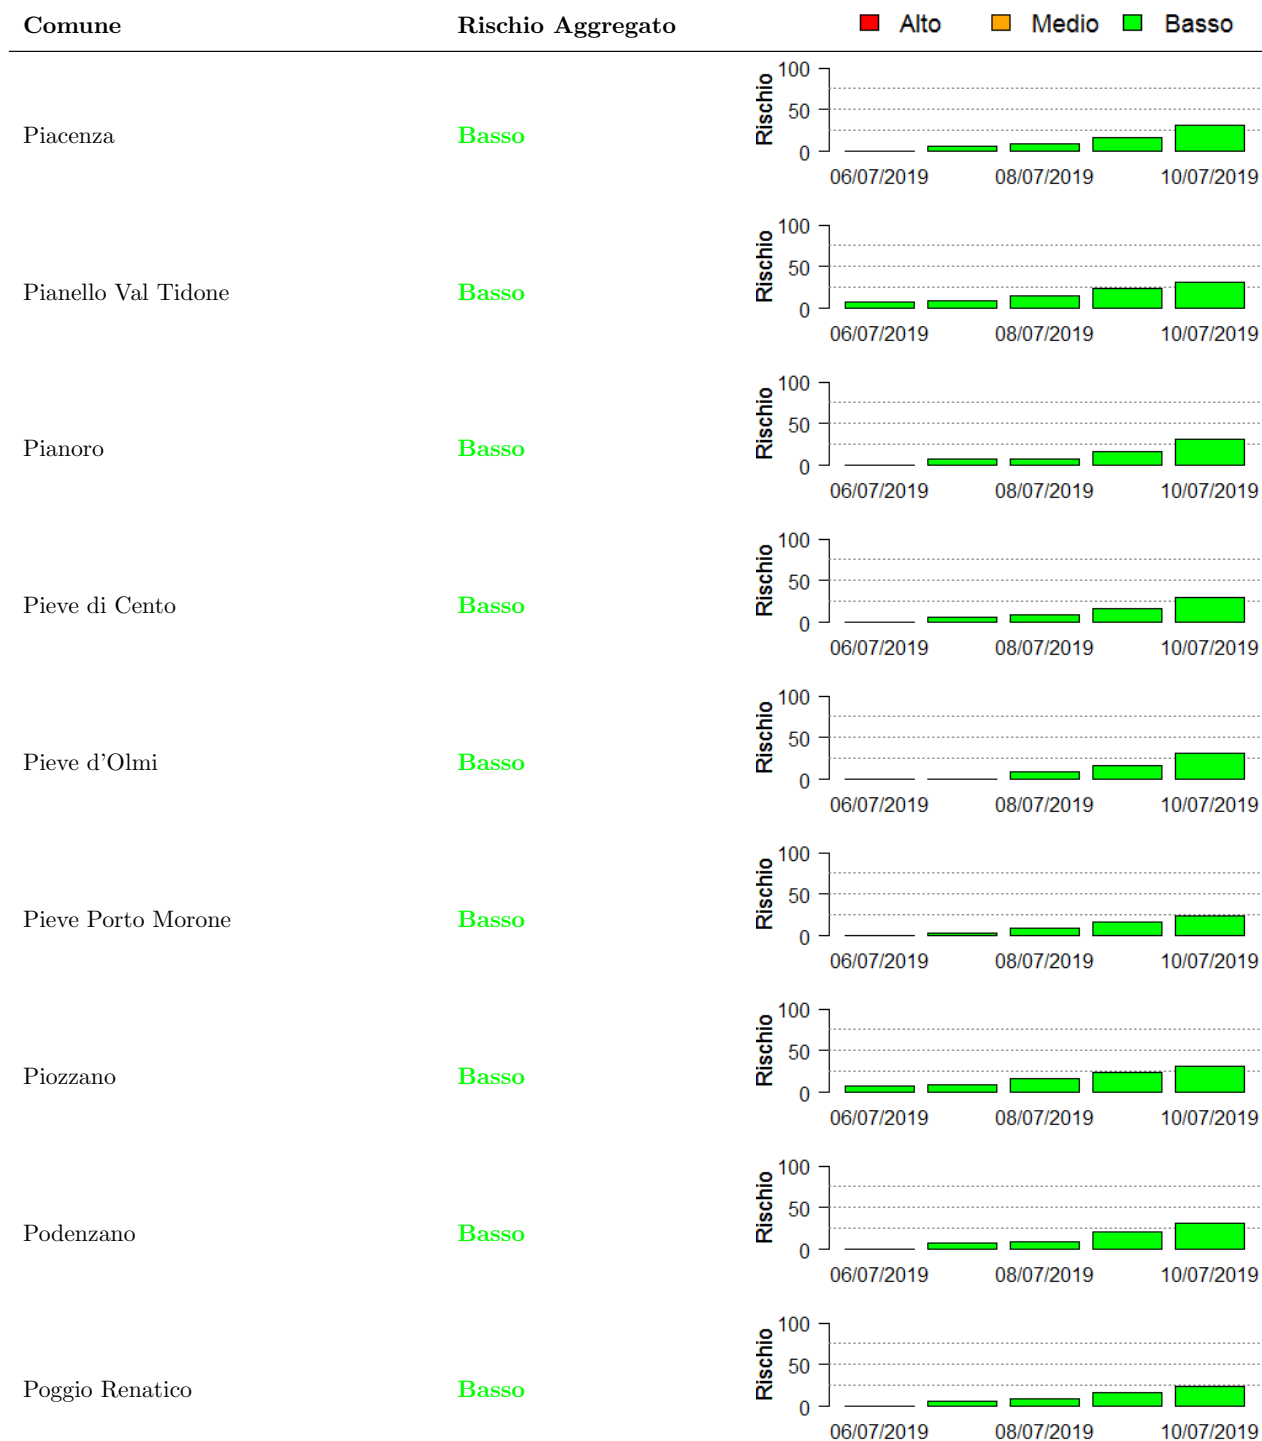 Comune Rischio Aggregato Alto Medio Basso
Piacenza Basso Rischio 100 50 0
06/07/2019 08/07/2019 10/07/2019
Pianello Val Tidone Basso Rischio 100 50 0
06/07/2019 08/07/2019 10/07/2019
Pianoro Basso Rischio 100 50 0
06/07/2019 08/07/2019 10/07/2019
Pieve di Cento Basso Rischio 100 50 0
06/07/2019 08/07/2019 10/07/2019
Pieve d'Olmi Basso Rischio 100 50 0
06/07/2019 08/07/2019 10/07/2019
Pieve Porto Morone Basso Rischio 100 50 0
06/07/2019 08/07/2019 10/07/2019
Piozzano Basso Rischio 100 50 0
06/07/2019 08/07/2019 10/07/2019
Podenzano Basso Rischio 100 50 0
06/07/2019 08/07/2019 10/07/2019
Poggio Renatico Basso Rischio 100 50 0
06/07/2019 08/07/2019 10/07/2019